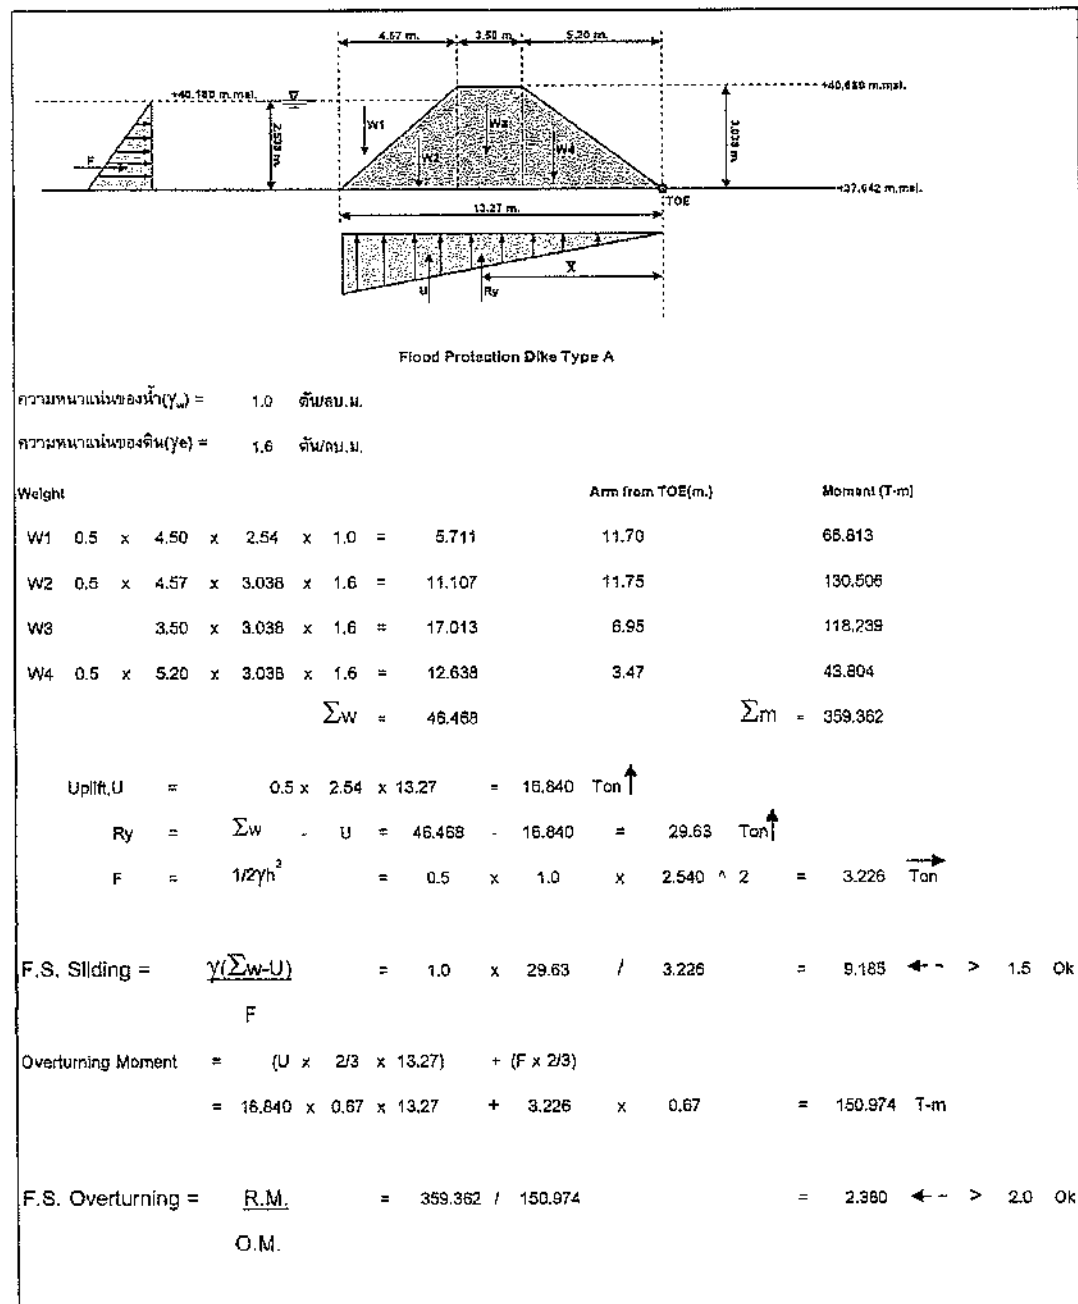 4.57 m. 3.50 m. 5.20 m.
+40.180 m.msl. +40.680 m.msl.
W1 W2 W3 W4
F 2.538 m. 3.038 m.
+37.642 m.msl.
TOE
13.27 m.
X
U Ry
Flood Protection Dike Type A
ความหนาแน่นของน้ำ(γw) = 1.0 ตัน/ลบ.ม.
ความหนาแน่นของดิน(γe) = 1.6 ตัน/ลบ.ม.
Weight Arm from TOE(m.) Moment (T-m)
W1 0.5 x 4.50 x 2.54 x 1.0 = 5.711 11.70 66.813
W2 0.5 x 4.57 x 3.038 x 1.6 = 11.107 11.75 130.506
W3 3.50 x 3.038 x 1.6 = 17.013 6.95 118.239
W4 0.5 x 5.20 x 3.038 x 1.6 = 12.638 3.47 43.804
∑w = 46.468 ∑m = 359.362
Uplift,U = 0.5 x 2.54 x 13.27 = 16.840 Ton ↑
Ry = ∑w - U = 46.468 - 16.840 = 29.63 Ton ↑
F = 1/2γh² = 0.5 x 1.0 x 2.540 ^ 2 = 3.226 Ton →
F.S. Sliding = γ(∑w-U) = 1.0 x 29.63 / 3.226 = 9.185 ←-- > 1.5 Ok
F
Overturning Moment = (U x 2/3 x 13.27) + (F x 2/3)
= 16.840 x 0.67 x 13.27 + 3.226 x 0.67 = 150.974 T-m
F.S. Overturning = R.M. = 359.362 / 150.974 = 2.380 ←-- > 2.0 Ok
O.M.